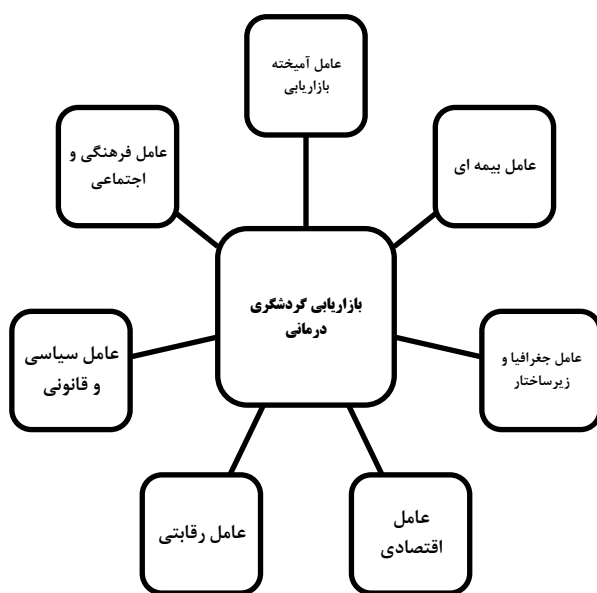 عامل آمیخته
بازاریابی
عامل بیمه ای
عامل فرهنگی و
اجتماعی
بازاریابی گردشگری
درمانی
عامل جغرافیا و
زیرساختار
عامل سیاسی
و قانونی
عامل
اقتصادی
عامل رقابتی